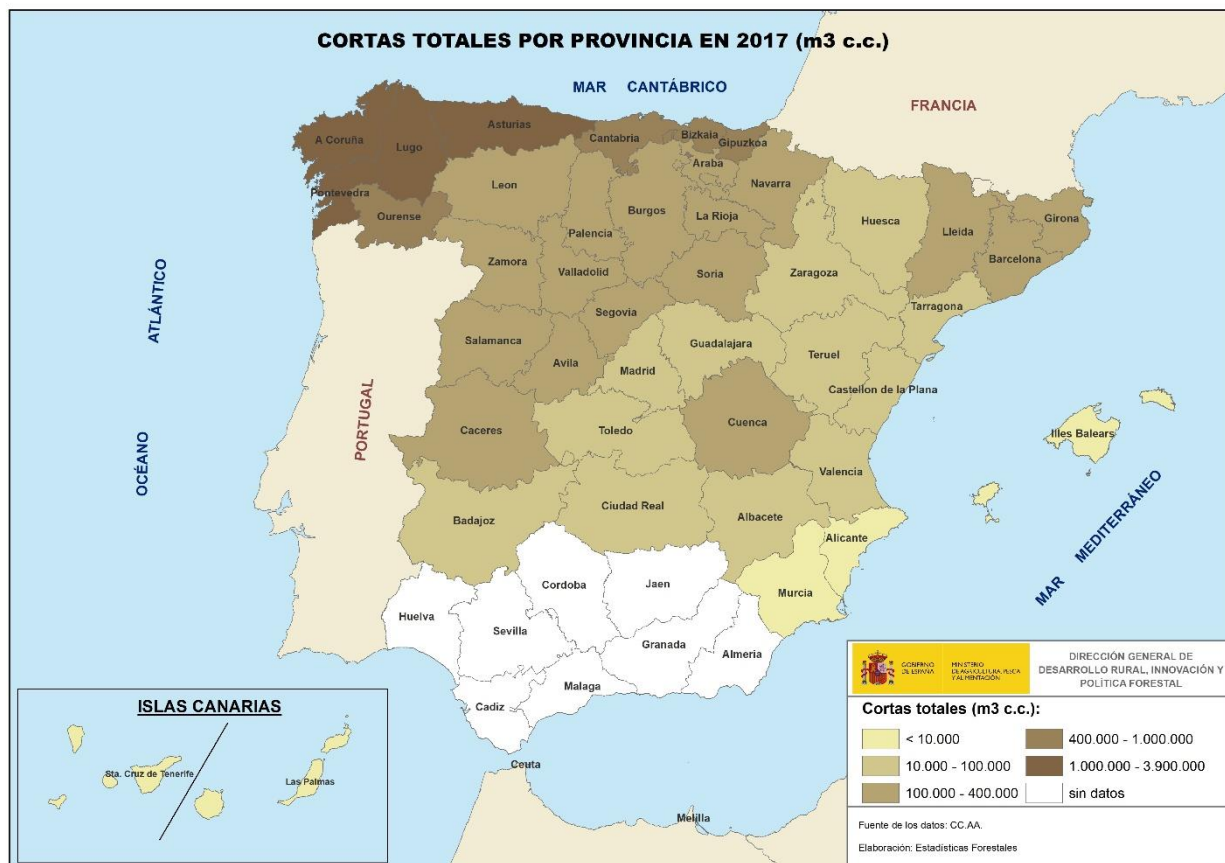 CORTAS TOTALES POR PROVINCIA EN 2017 (m3 c.c.)
MAR CANTÁBRICO
FRANCIA
A Coruña
Lugo
Asturias
Cantabria
Bizkaia
Gipuzkoa
Araba
Navarra
Pontevedra
Ourense
Leon
Palencia
Burgos
La Rioja
Huesca
Lleida
Girona
Barcelona
Zamora
Valladolid
Soria
Zaragoza
Tarragona
Segovia
Salamanca
Avila
Madrid
Guadalajara
Teruel
Castellon de la Plana
OCÉANO ATLÁNTICO
PORTUGAL
Caceres
Toledo
Cuenca
Valencia
Illes Balears
MAR MEDITERRÁNEO
Badajoz
Ciudad Real
Albacete
Alicante
Murcia
Huelva
Sevilla
Cordoba
Jaen
Granada
Almeria
Malaga
Cadiz
Ceuta
Melilla
ISLAS CANARIAS
Sta. Cruz de Tenerife
Las Palmas
GOBIERNO
DE ESPAÑA
MINISTERIO
DE AGRICULTURA, PESCA
Y ALIMENTACIÓN
DIRECCIÓN GENERAL DE
DESARROLLO RURAL, INNOVACIÓN Y
POLÍTICA FORESTAL
Cortas totales (m3 c.c.):
< 10.000
10.000 - 100.000
100.000 - 400.000
400.000 - 1.000.000
1.000.000 - 3.900.000
sin datos
Fuente de los datos: CC.AA.
Elaboración: Estadísticas Forestales